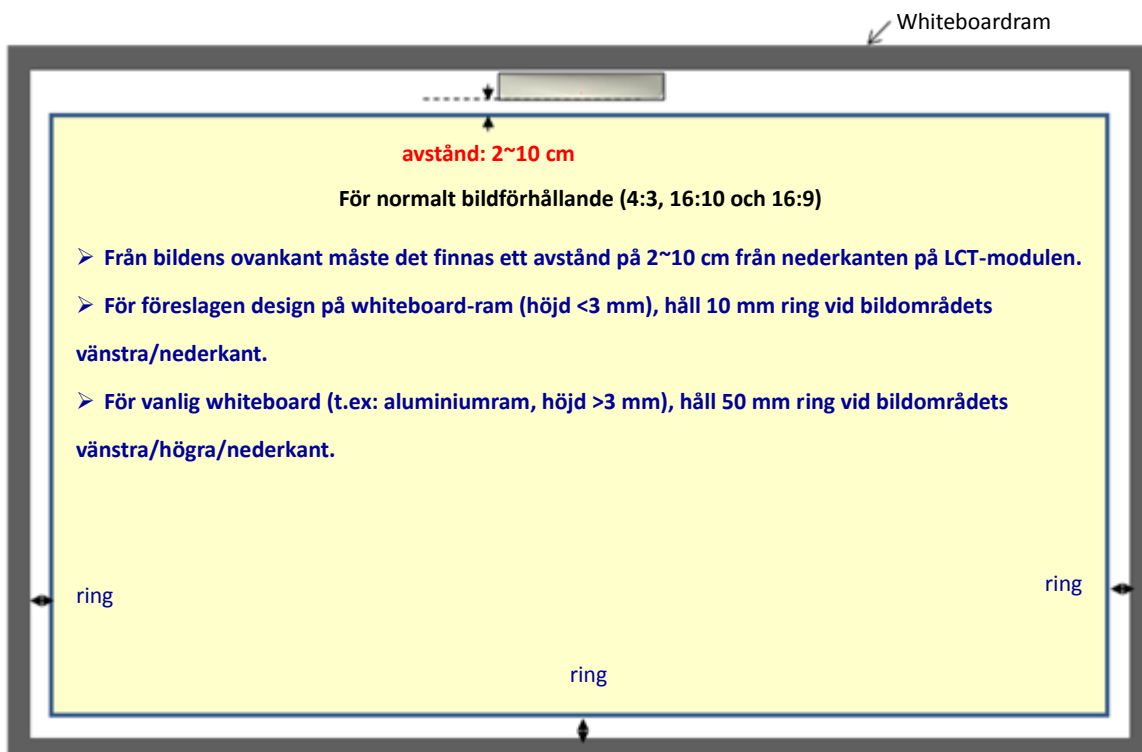 Whiteboardram
avstånd: 2~10 cm
För normalt bildförhållande (4:3, 16:10 och 16:9)
➢ Från bildens ovankant måste det finnas ett avstånd på 2~10 cm från nederkanten på LCT-modulen.
➢ För föreslagen design på whiteboard-ram (höjd <3 mm), håll 10 mm ring vid bildområdets
vänstra/nederkant.
➢ För vanlig whiteboard (t.ex: aluminiumram, höjd >3 mm), håll 50 mm ring vid bildområdets
vänstra/högra/nederkant.
ring
ring
ring